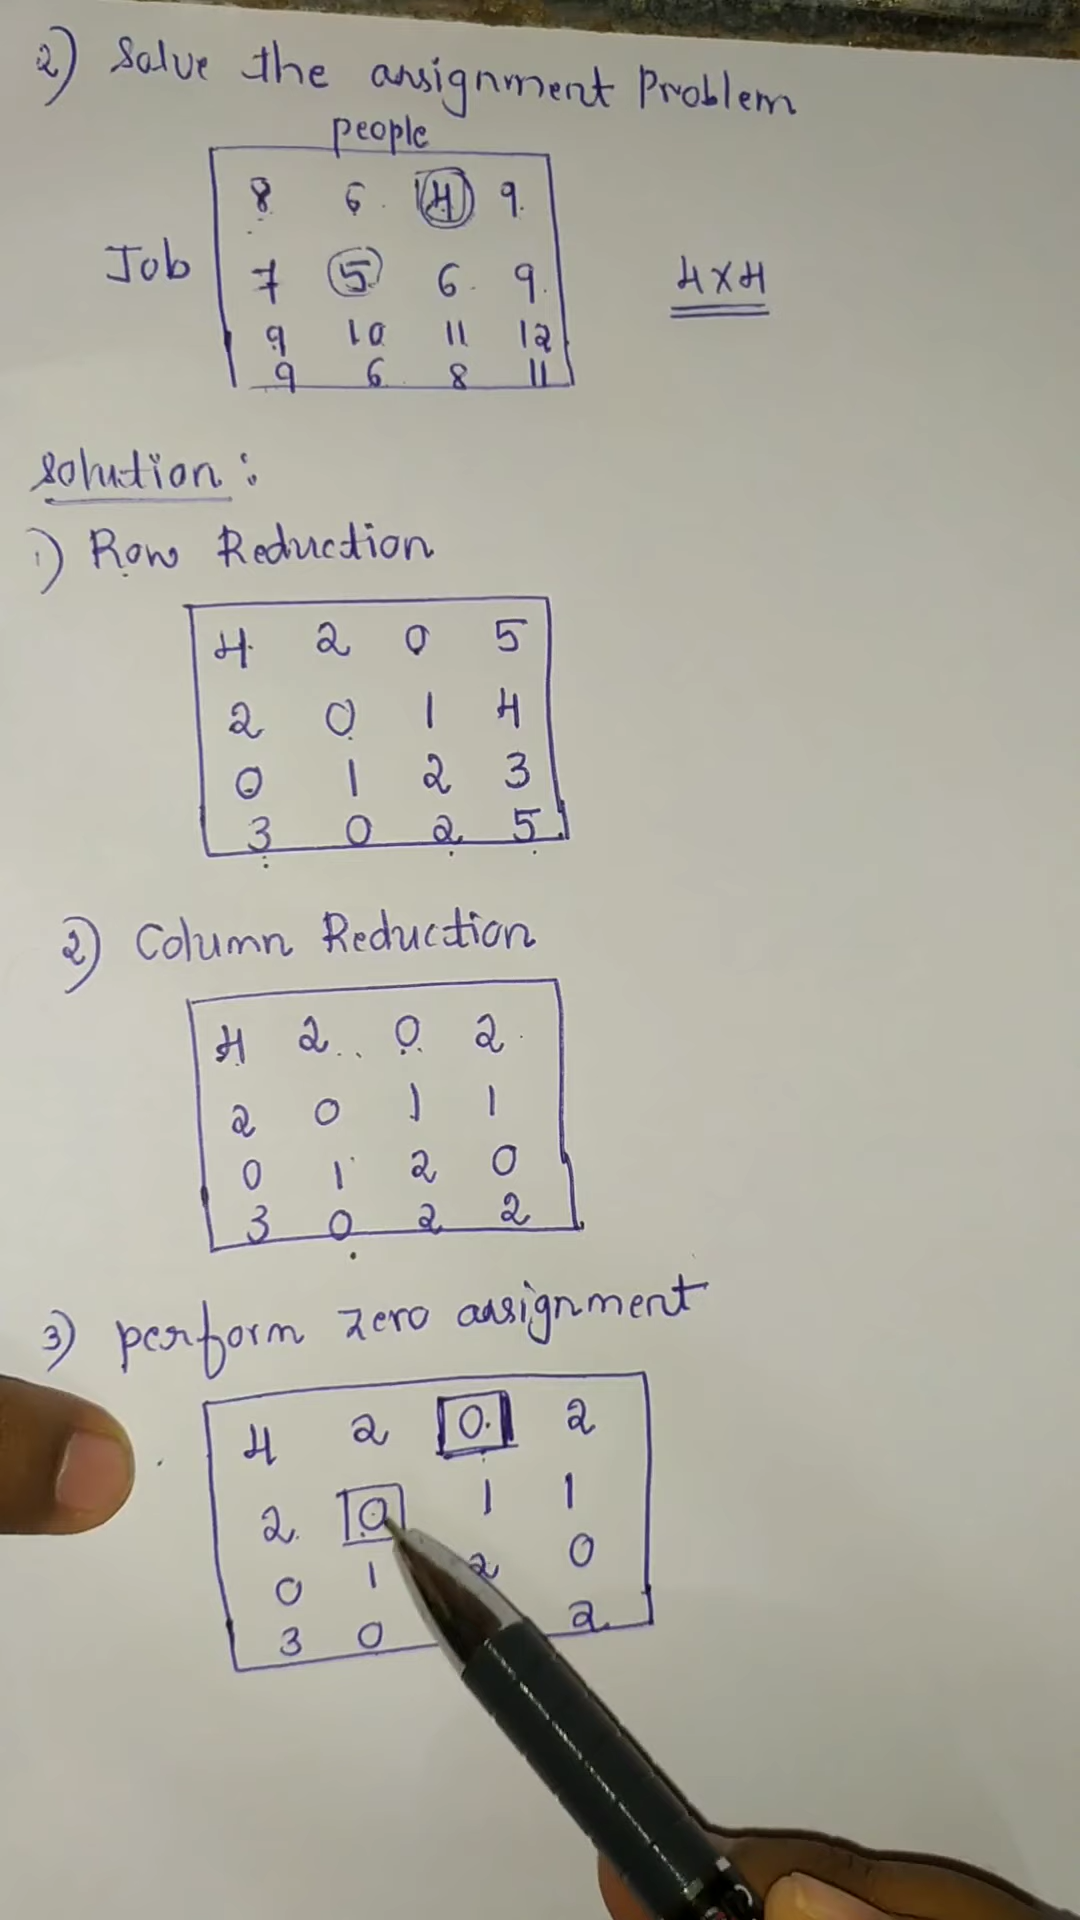 2) Solve the assignment Problem
people
8 6 4 9
Job
7 5 6 9
4X4
9 10 11 12
9 6 8 11
Solution :
1) Row Reduction
4 2 0 5
2 0 1 4
0 1 2 3
3 0 2 5
2) Column Reduction
4 2 0 2
2 0 1 1
0 1 2 0
3 0 2 2
3) perform zero assignment
4 2 0 2
2 0 1 1
0 1 2 0
3 0 2